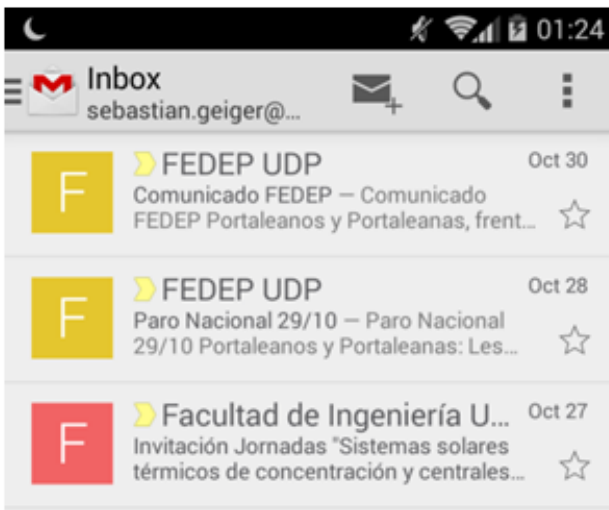 01:24
Inbox
sebastian.geiger@...
FEDEP UDP Oct 30
Comunicado FEDEP — Comunicado
FEDEP Portaleanos y Portaleanas, frent...
FEDEP UDP Oct 28
Paro Nacional 29/10 — Paro Nacional
29/10 Portaleanos y Portaleanas: Les...
Facultad de Ingeniería U... Oct 27
Invitación Jornadas "Sistemas solares
térmicos de concentración y centrales...
F
F
F